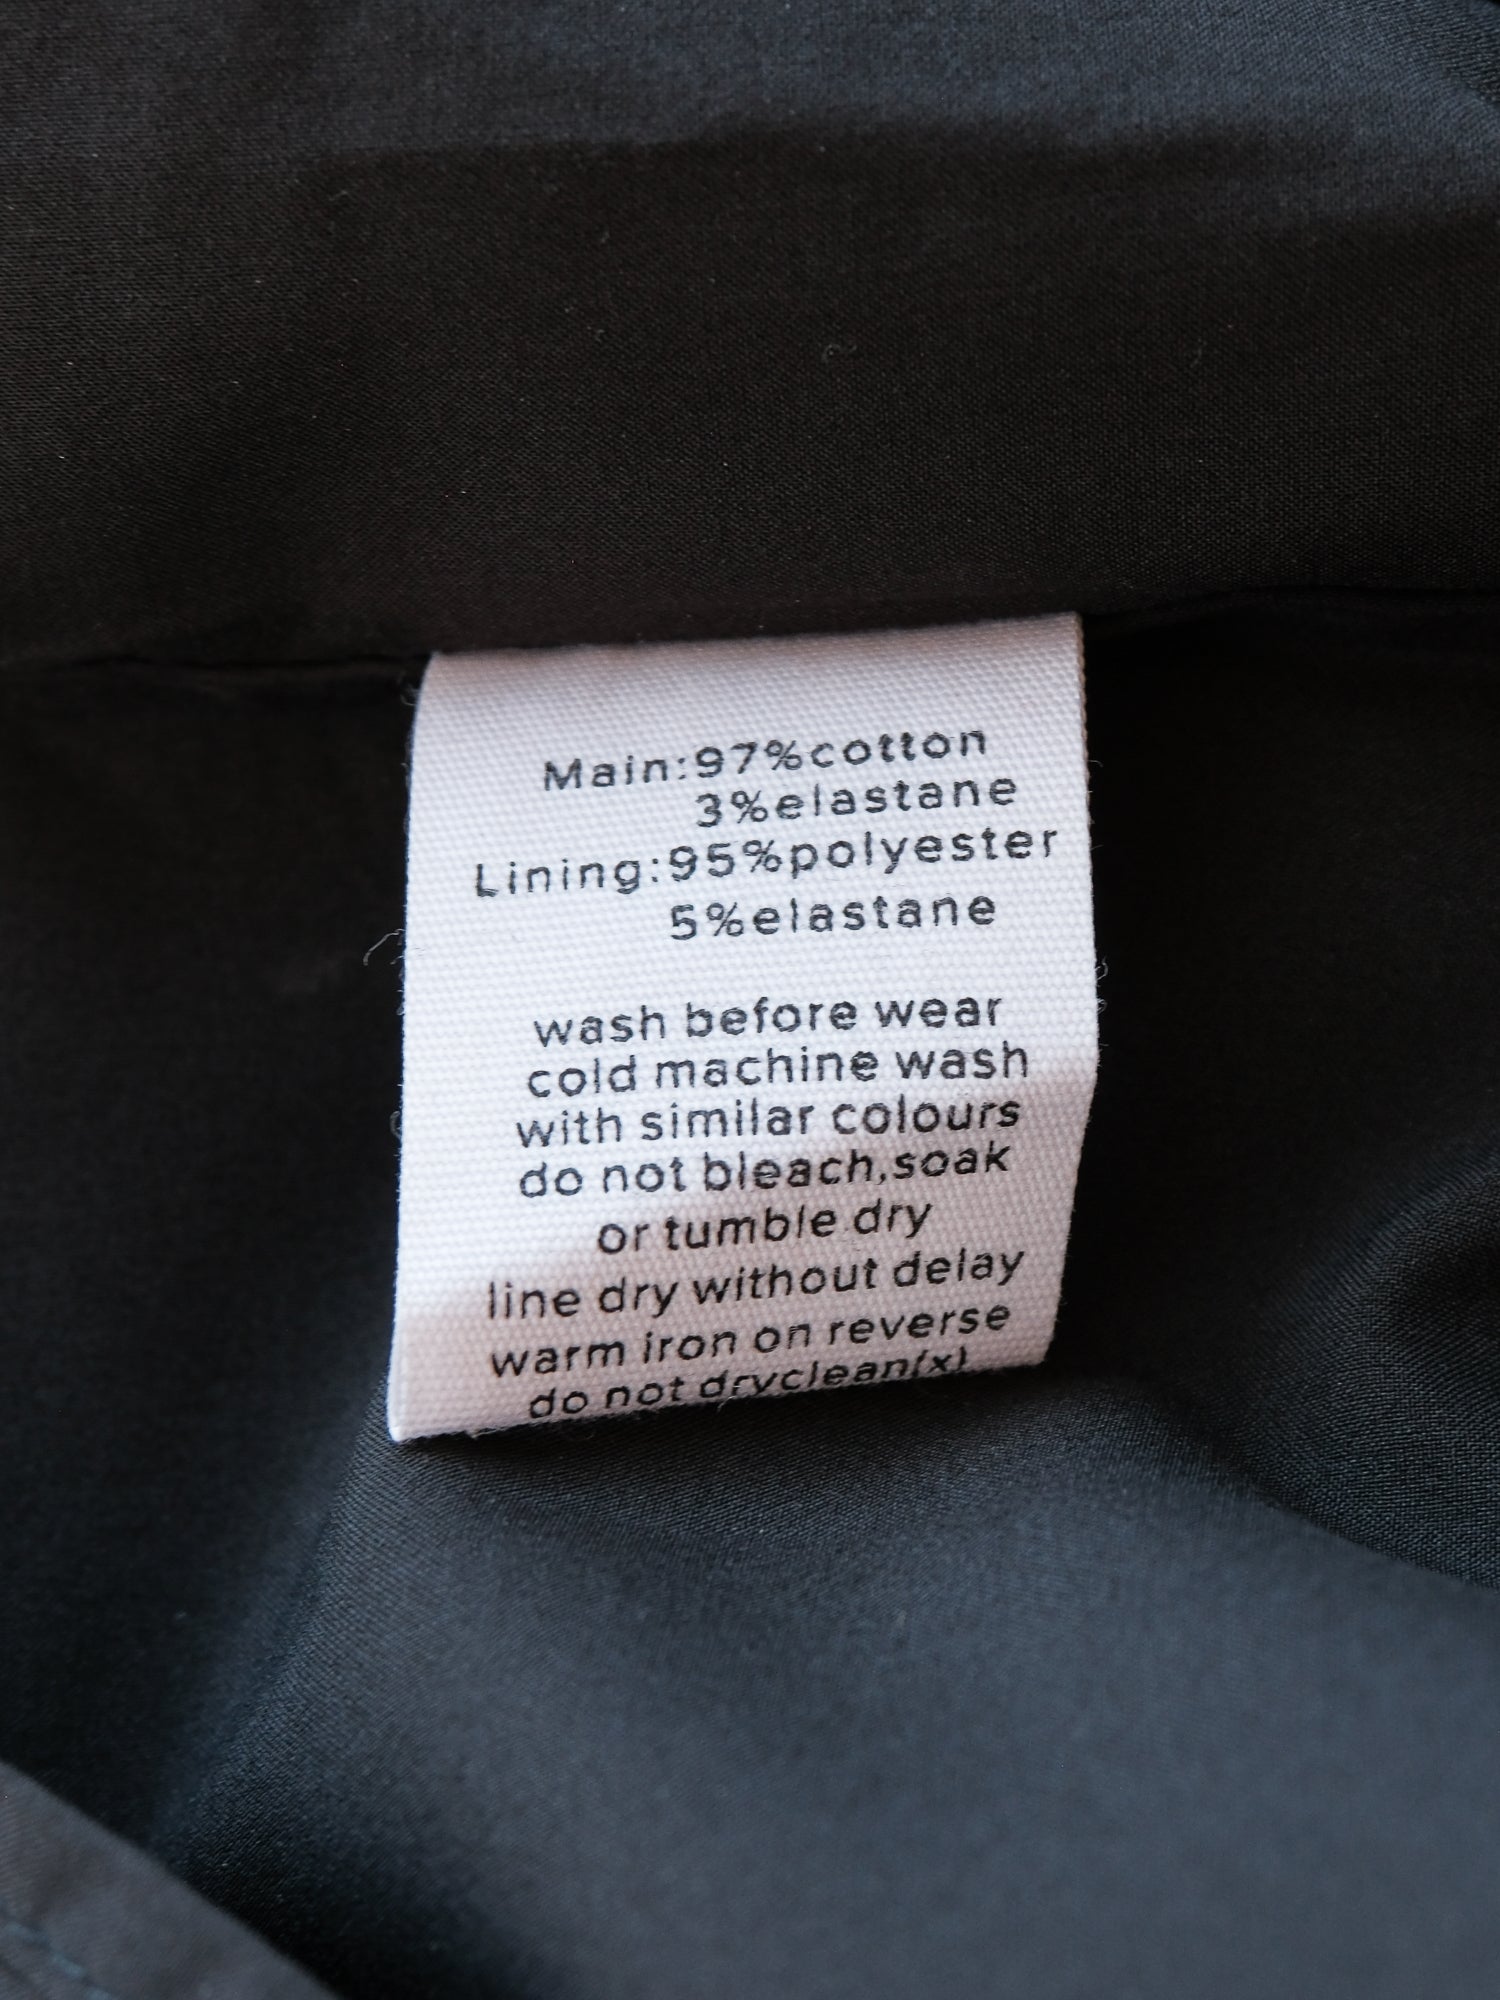 Main:97%cotton
3%elastane
Lining:95%polyester
5%elastane
wash before wear
cold machine wash
with similar colours
do not bleach,soak
or tumble dry
line dry without delay
warm iron on reverse
do not dryclean(x)